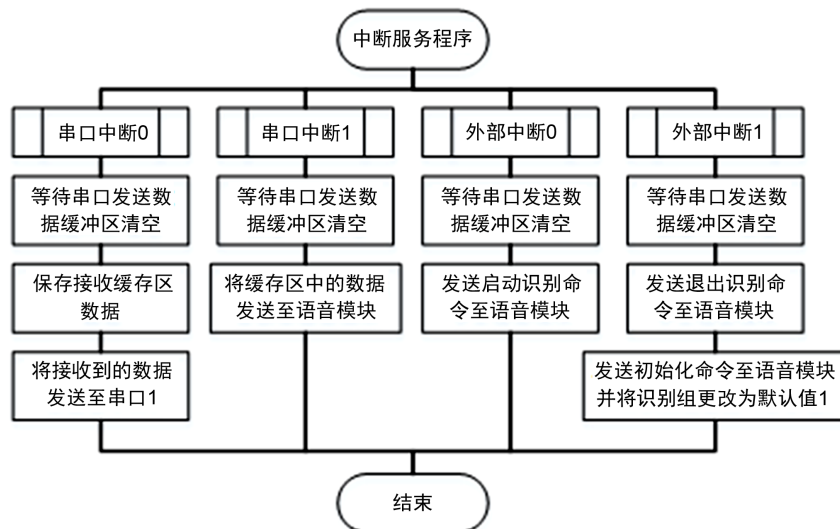 中断服务程序
串口中断0
串口中断1
外部中断0
外部中断1
等待串口发送数
据缓冲区清空
等待串口发送数
据缓冲区清空
等待串口发送数
据缓冲区清空
等待串口发送数
据缓冲区清空
保存接收缓存区
数据
将缓存区中的数据
发送至语音模块
发送启动识别命
令至语音模块
发送退出识别命
令至语音模块
将接收到的数据
发送至串口1
发送初始化命令至语音模块
并将识别组更改为默认值1
结束